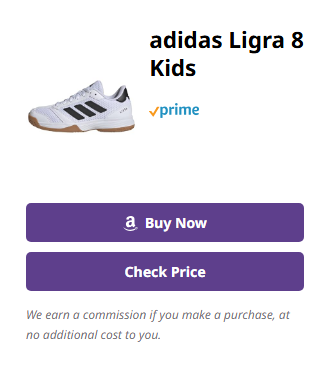 adidas Ligra 8
Kids
prime
Buy Now
Check Price
We earn a commission if you make a purchase, at
no additional cost to you.